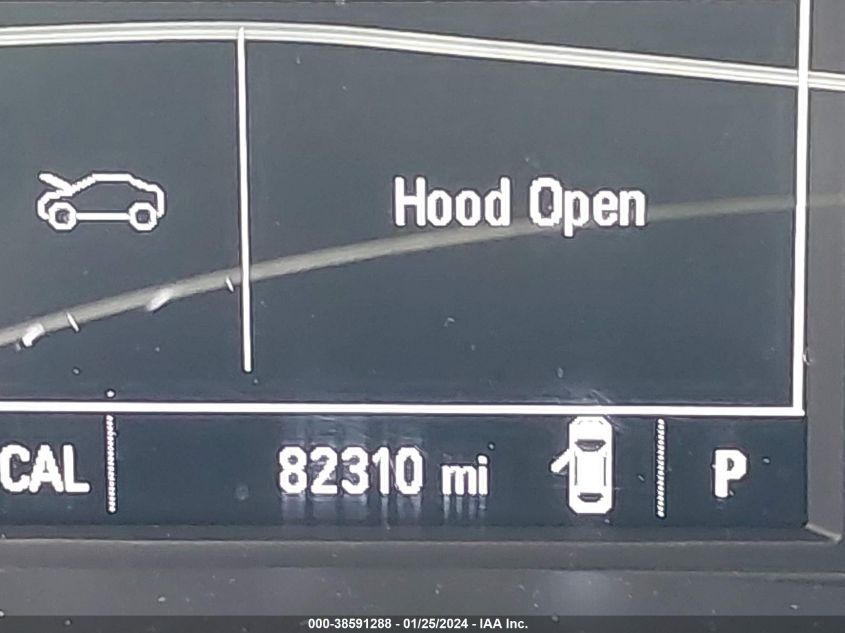 Hood Open
CAL
82310 mi
P
000-38591288 - 01/25/2024 - IAA Inc.